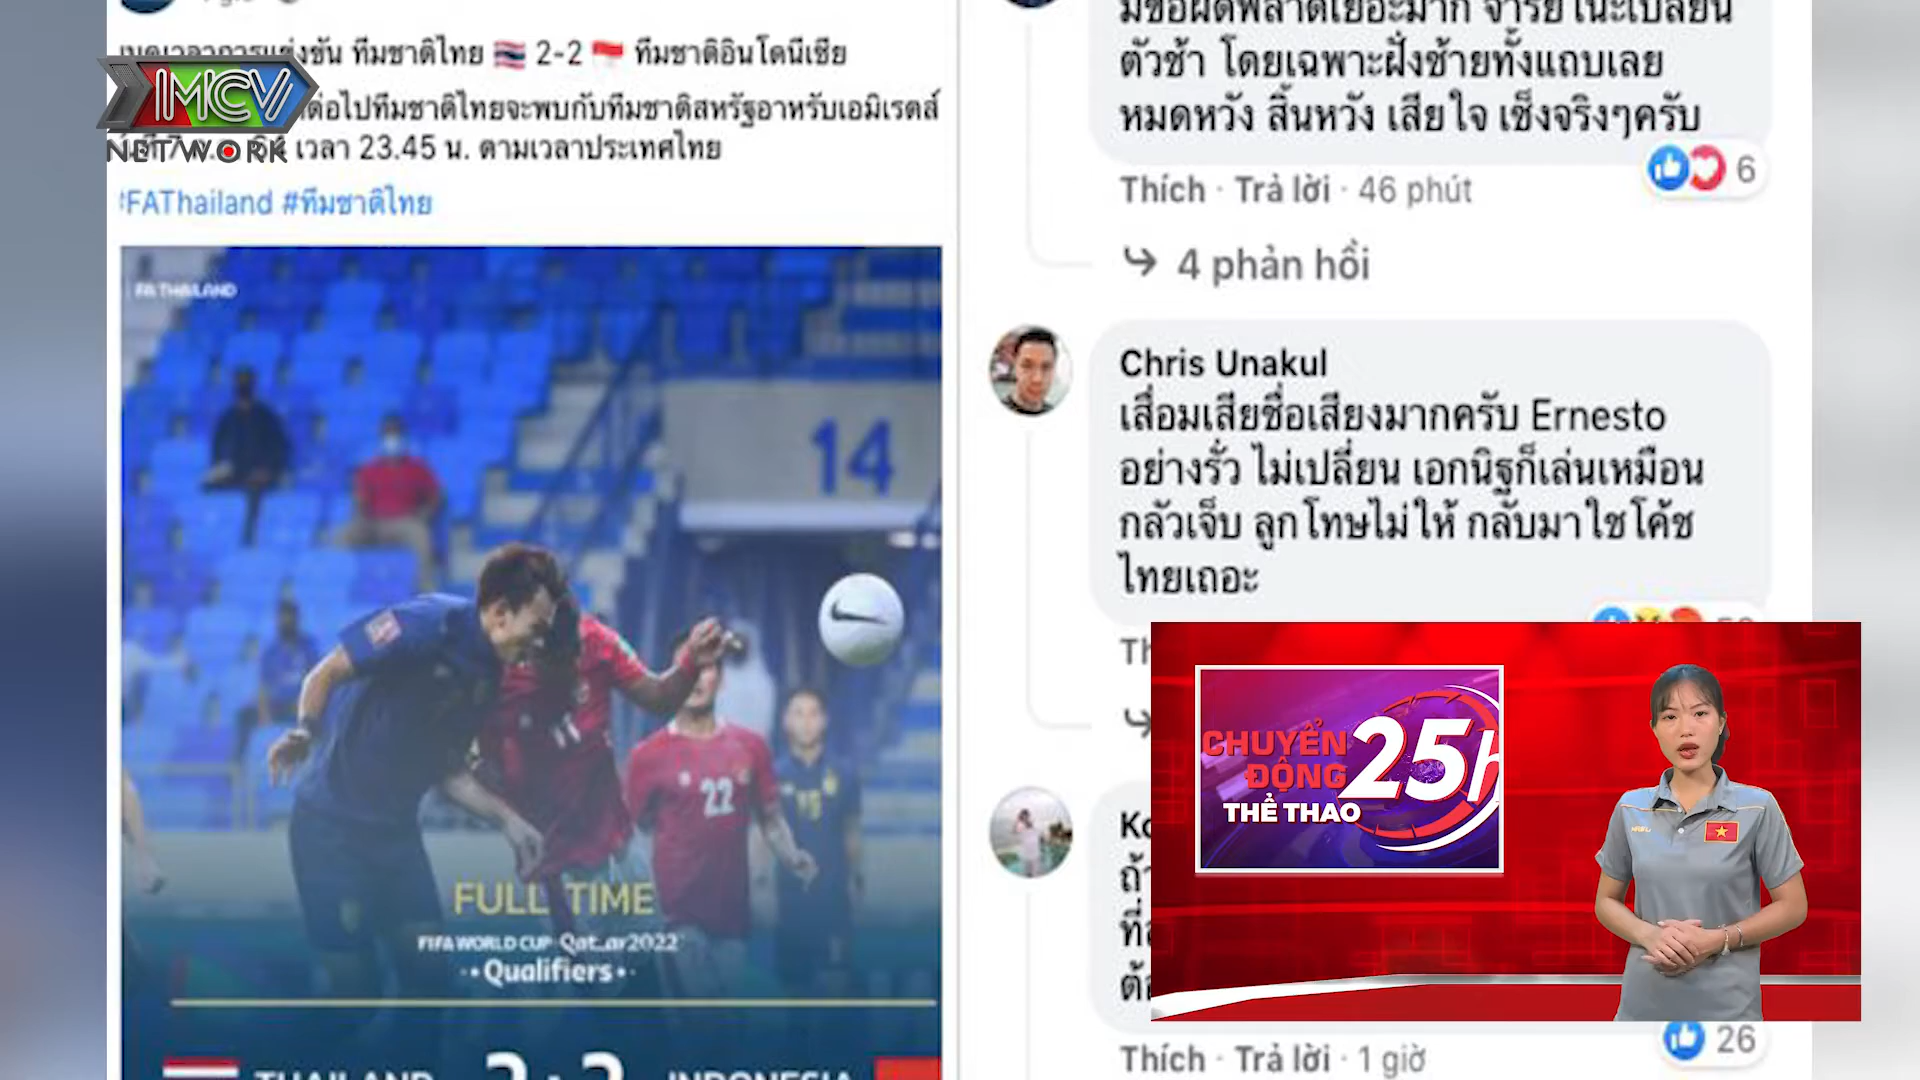 ทีมชาติไทย 2-2 ทีมชาติอินโดนีเซีย
ต่อไปทีมชาติไทยจะพบกับทีมชาติสหรัฐอาหรับเอมิเรตส์
เวลา 23.45 น. ตามเวลาประเทศไทย
#FAThailand #ทีมชาติไทย
MCV
NETWORK
FA THAILAND
14
22
FULL TIME
FIFA WORLD CUP Qatar2022
Qualifiers
THAILAND 2-2 INDONESIA
ตัวช้า โดยเฉพาะฝั่งซ้ายทั้งแถบเลย
หมดหวัง สิ้นหวัง เสียใจ เซ็งจริงๆครับ
6
Thích · Trả lời · 46 phút
4 phản hồi
Chris Unakul
เสื่อมเสียชื่อเสียงมากครับ Ernesto
อย่างรั่ว ไม่เปลี่ยน เอกนิฐก็เล่นเหมือน
กลัวเจ็บ ลูกโทษไม่ให้ กลับมาใชโค้ช
ไทยเถอะ
CHUYỂN
ĐỘNG
25h
THỂ THAO
26
Thích · Trả lời · 1 giờ